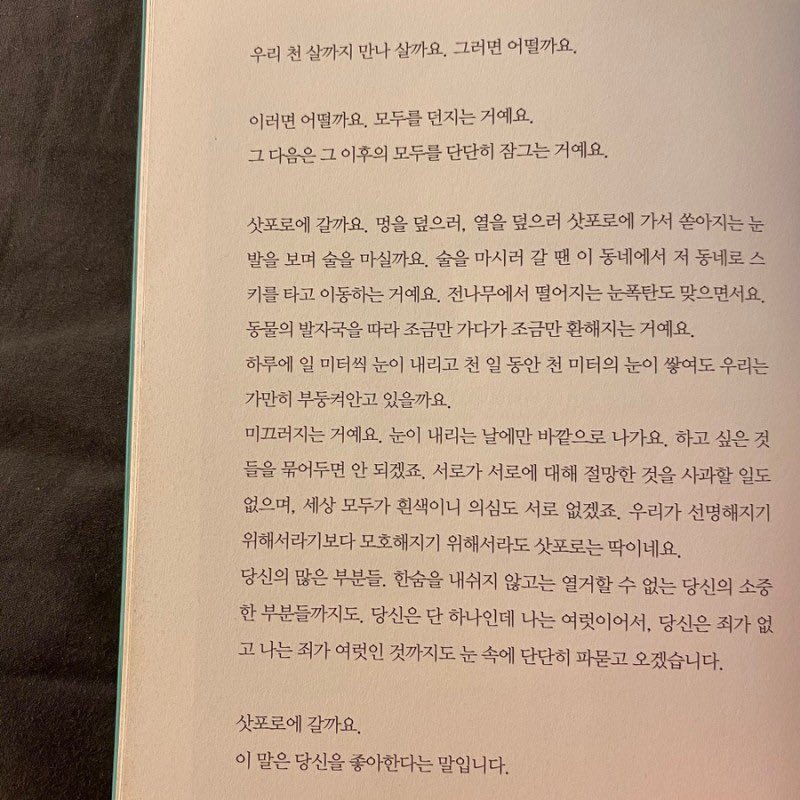 우리 천 살까지 만나 살까요. 그러면 어떨까요.
이러면 어떨까요. 모두를 던지는 거예요.
그 다음은 그 이후의 모두를 단단히 잠그는 거예요.
삿포로에 갈까요. 멍을 덮으러, 열을 덮으러 삿포로에 가서 쏟아지는 눈
발을 보며 술을 마실까요. 술을 마시러 갈 땐 이 동네에서 저 동네로 스
키를 타고 이동하는 거예요. 전나무에서 떨어지는 눈폭탄도 맞으면서요.
동물의 발자국을 따라 조금만 가다가 조금만 환해지는 거예요.
하루에 일 미터씩 눈이 내리고 천 일 동안 천 미터의 눈이 쌓여도 우리는
가만히 부둥켜안고 있을까요.
미끄러지는 거예요. 눈이 내리는 날에만 바깥으로 나가요. 하고 싶은 것
들을 묶어두면 안 되겠죠. 서로가 서로에 대해 절망한 것을 사과할 일도
없으며, 세상 모두가 흰색이니 의심도 서로 없겠죠. 우리가 선명해지기
위해서라기보다 모호해지기 위해서라도 삿포로는 딱이네요.
당신의 많은 부분들. 한숨을 내쉬지 않고는 열거할 수 없는 당신의 소중
한 부분들까지도. 당신은 단 하나인데 나는 여럿이어서, 당신은 죄가 없
고 나는 죄가 여럿인 것까지도 눈 속에 단단히 파묻고 오겠습니다.
삿포로에 갈까요.
이 말은 당신을 좋아한다는 말입니다.